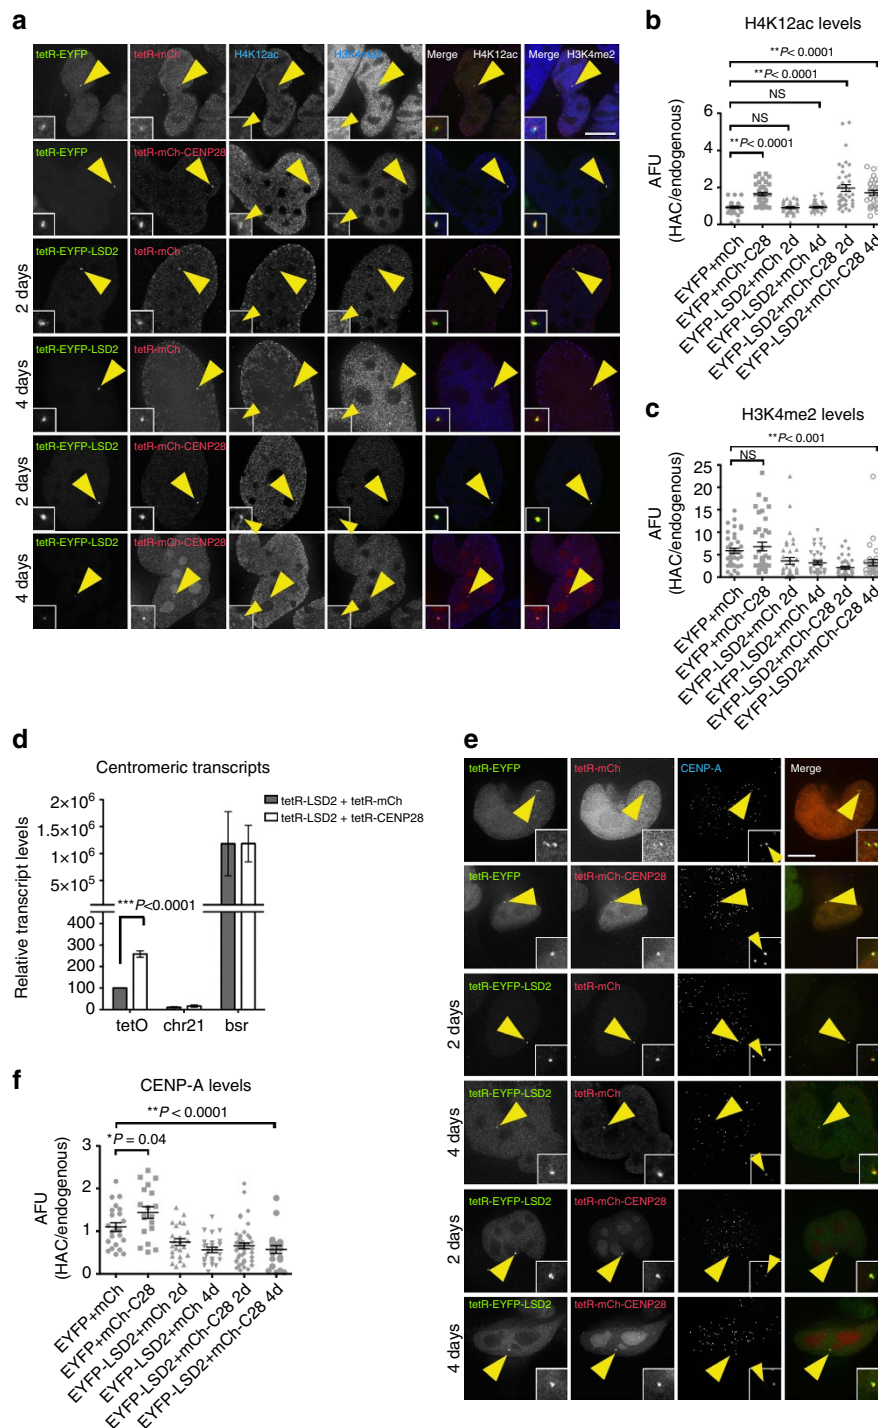 a
tetR-EYFP tetR-mCh H4K12ac H3K4me2 Merge H4K12ac Merge H3K4me2
tetR-EYFP tetR-mCh-CENP28
2 days tetR-EYFP-LSD2 tetR-mCh
4 days tetR-EYFP-LSD2 tetR-mCh
2 days tetR-EYFP-LSD2 tetR-mCh-CENP28
4 days tetR-EYFP-LSD2 tetR-mCh-CENP28
b
H4K12ac levels
**P< 0.0001
**P< 0.0001
NS
NS
**P< 0.0001
AFU
(HAC/endogenous)
6
4
2
0
EYFP+mCh
EYFP+mCh-C28
EYFP-LSD2+mCh 2d
EYFP-LSD2+mCh 4d
EYFP-LSD2+mCh-C28 2d
EYFP-LSD2+mCh-C28 4d
c
H3K4me2 levels
**P< 0.001
NS
AFU
(HAC/endogenous)
25
20
15
10
5
0
EYFP+mCh
EYFP+mCh-C28
EYFP-LSD2+mCh 2d
EYFP-LSD2+mCh 4d
EYFP-LSD2+mCh-C28 2d
EYFP-LSD2+mCh-C28 4d
d
Centromeric transcripts
tetR-LSD2 + tetR-mCh
tetR-LSD2 + tetR-CENP28
Relative transcript levels
2×10⁶
1.5×10⁶
1×10⁶
5×10⁵
***P<0.0001
400
300
200
100
0
tetO chr21 bsr
e
tetR-EYFP tetR-mCh CENP-A Merge
tetR-EYFP tetR-mCh-CENP28
2 days tetR-EYFP-LSD2 tetR-mCh
4 days tetR-EYFP-LSD2 tetR-mCh
2 days tetR-EYFP-LSD2 tetR-mCh-CENP28
4 days tetR-EYFP-LSD2 tetR-mCh-CENP28
f
CENP-A levels
**P < 0.0001
*P = 0.04
AFU
(HAC/endogenous)
3
2
1
0
EYFP+mCh
EYFP+mCh-C28
EYFP-LSD2+mCh 2d
EYFP-LSD2+mCh 4d
EYFP-LSD2+mCh-C28 2d
EYFP-LSD2+mCh-C28 4d